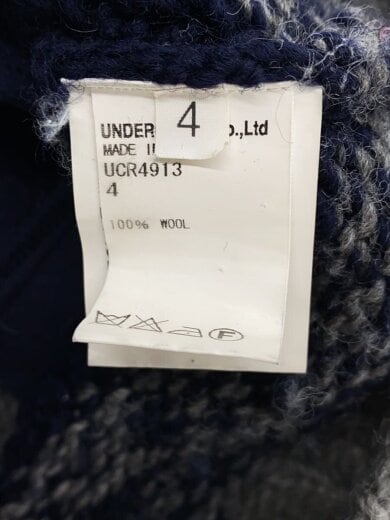 4
UNDER o.,Ltd
MADE I
UCR4913
4
100% WOOL
F